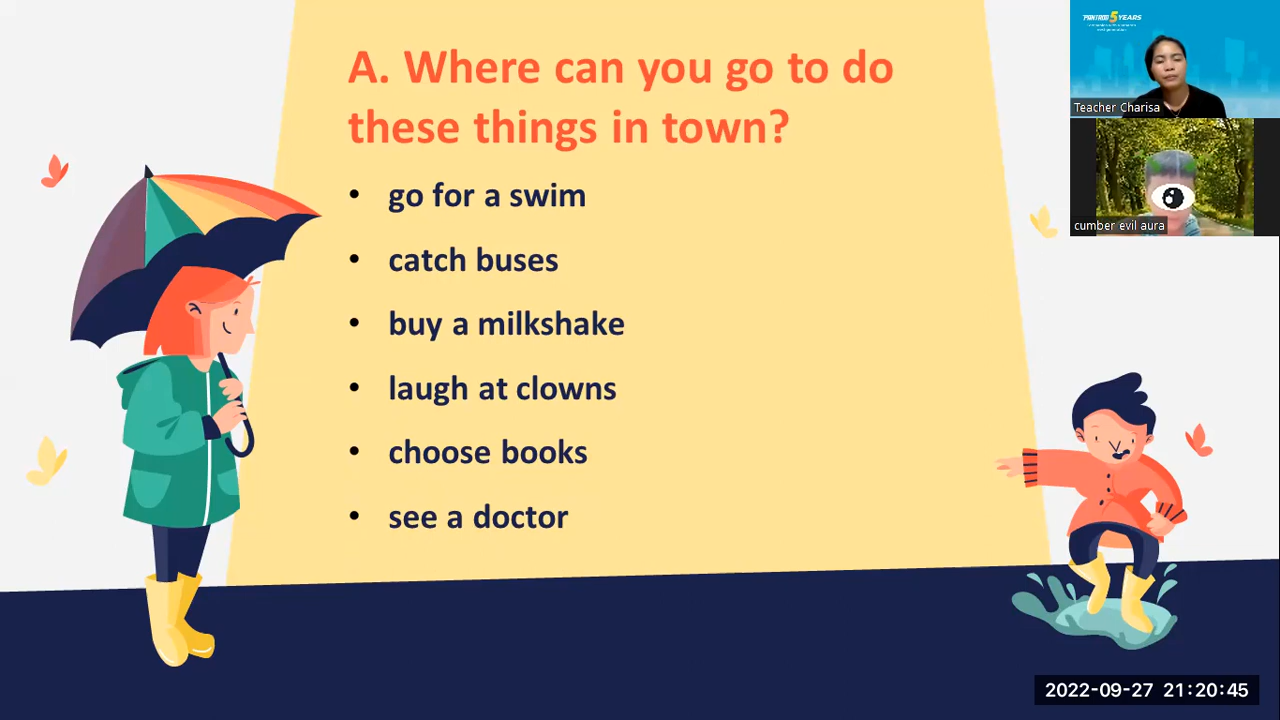 A. Where can you go to do
these things in town?
• go for a swim
• catch buses
• buy a milkshake
• laugh at clowns
• choose books
• see a doctor
5 YEARS
Teacher Charisa
cumber evil aura
2022-09-27 21:20:45